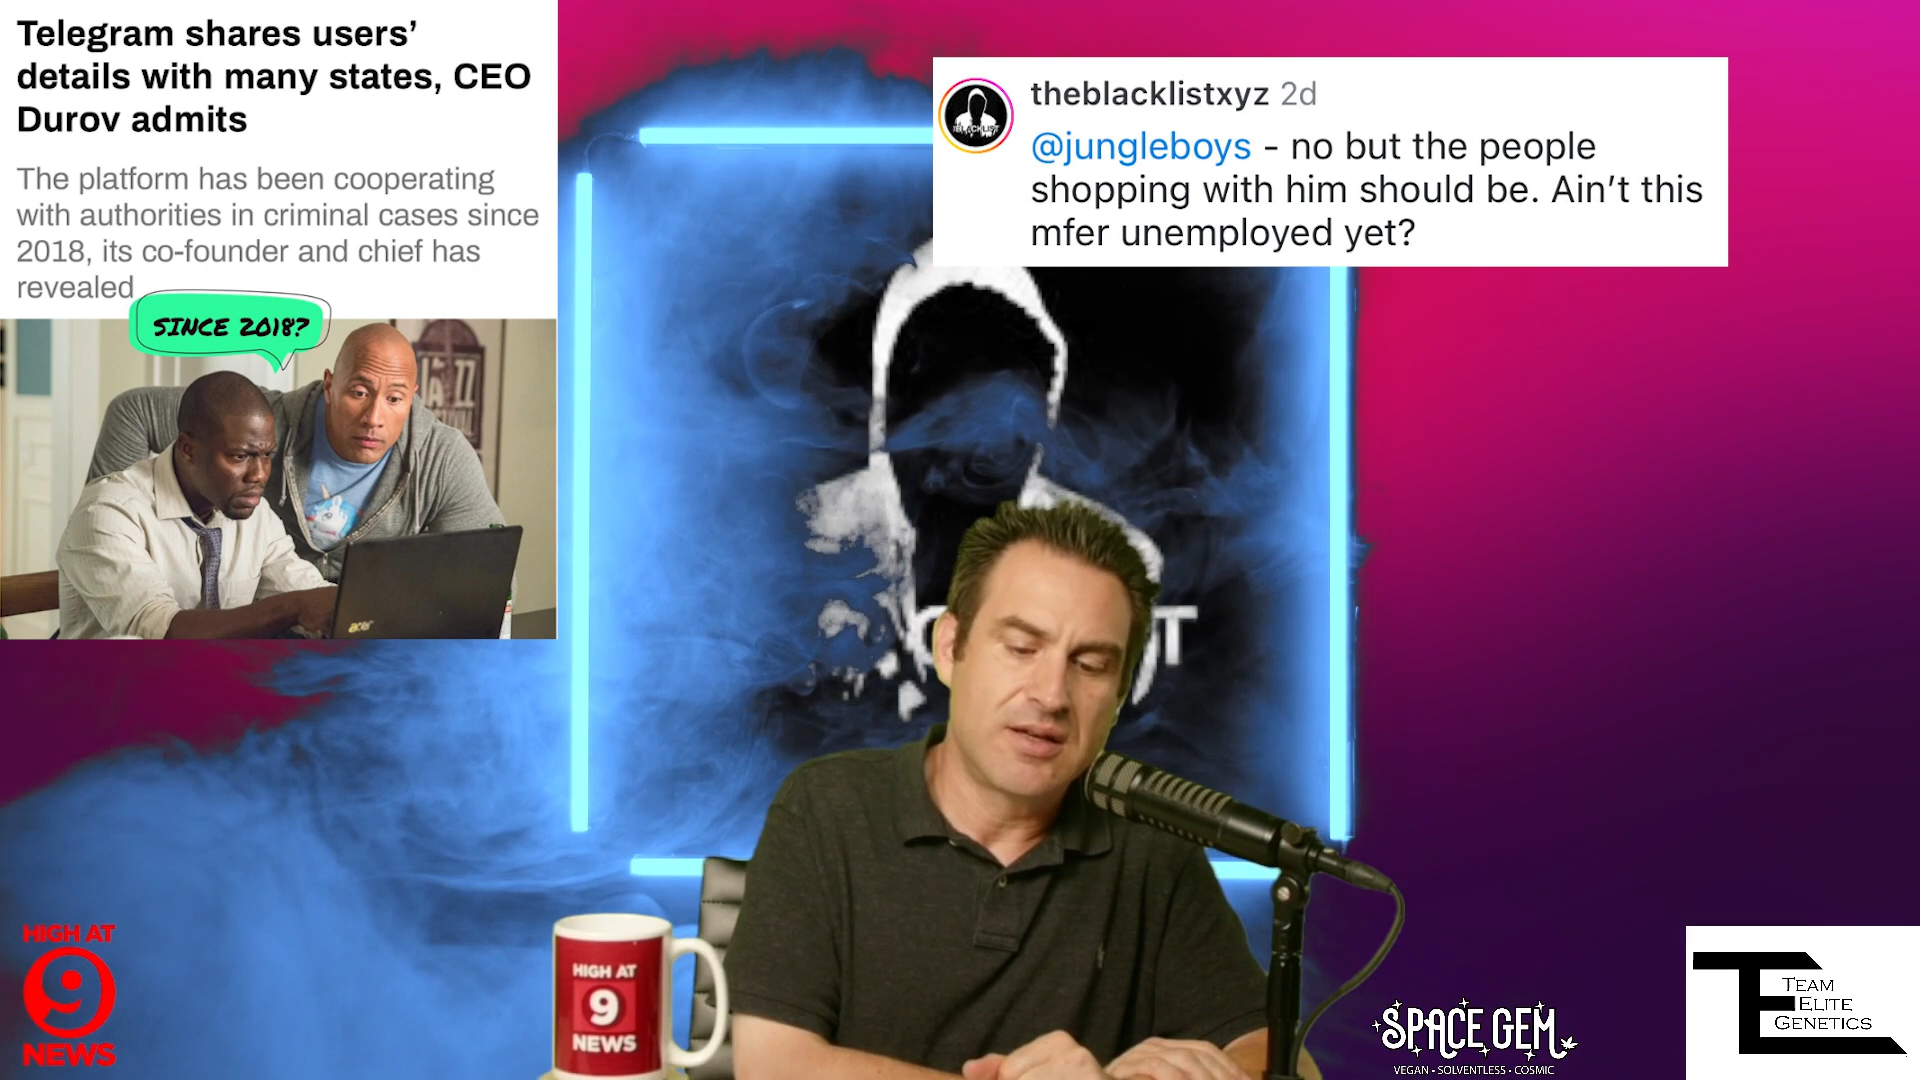 Telegram shares users’
details with many states, CEO
Durov admits
The platform has been cooperating
with authorities in criminal cases since
2018, its co-founder and chief has
revealed
SINCE 2018?
acer
theblacklistxyz 2d
@jungleboys - no but the people
shopping with him should be. Ain’t this
mfer unemployed yet?
HIGH AT
9
NEWS
HIGH AT
9
NEWS
SPACE GEM
VEGAN • SOLVENTLESS • COSMIC
TE
TEAM
ELITE
GENETICS